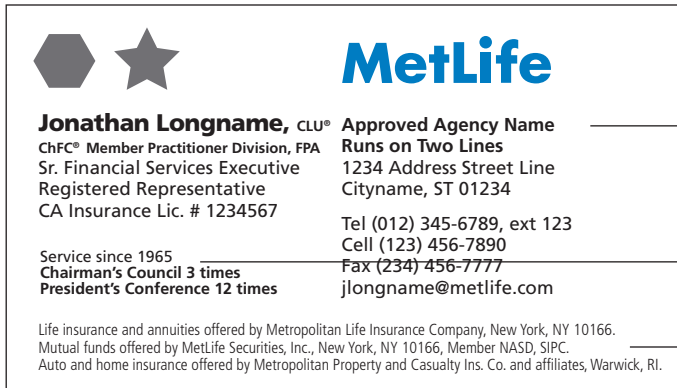 MetLife
Jonathan Longname, CLU®
ChFC® Member Practitioner Division, FPA
Sr. Financial Services Executive
Registered Representative
CA Insurance Lic. # 1234567
Service since 1965
Chairman’s Council 3 times
President’s Conference 12 times
Approved Agency Name
Runs on Two Lines
1234 Address Street Line
Cityname, ST 01234
Tel (012) 345-6789, ext 123
Cell (123) 456-7890
Fax (234) 456-7777
jlongname@metlife.com
Life insurance and annuities offered by Metropolitan Life Insurance Company, New York, NY 10166.
Mutual funds offered by MetLife Securities, Inc., New York, NY 10166, Member NASD, SIPC.
Auto and home insurance offered by Metropolitan Property and Casualty Ins. Co. and affiliates, Warwick, RI.